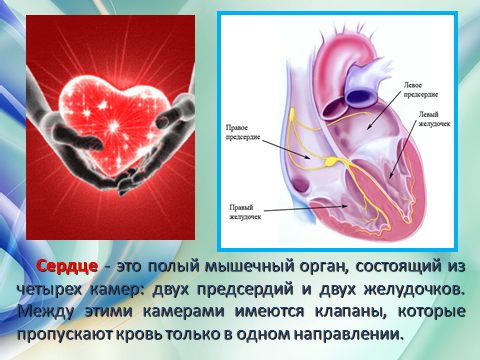 Левое
предсердие
Левый
желудочек
Правое
предсердие
Правый
желудочек
Сердце - это полый мышечный орган, состоящий из
четырех камер: двух предсердий и двух желудочков.
Между этими камерами имеются клапаны, которые
пропускают кровь только в одном направлении.